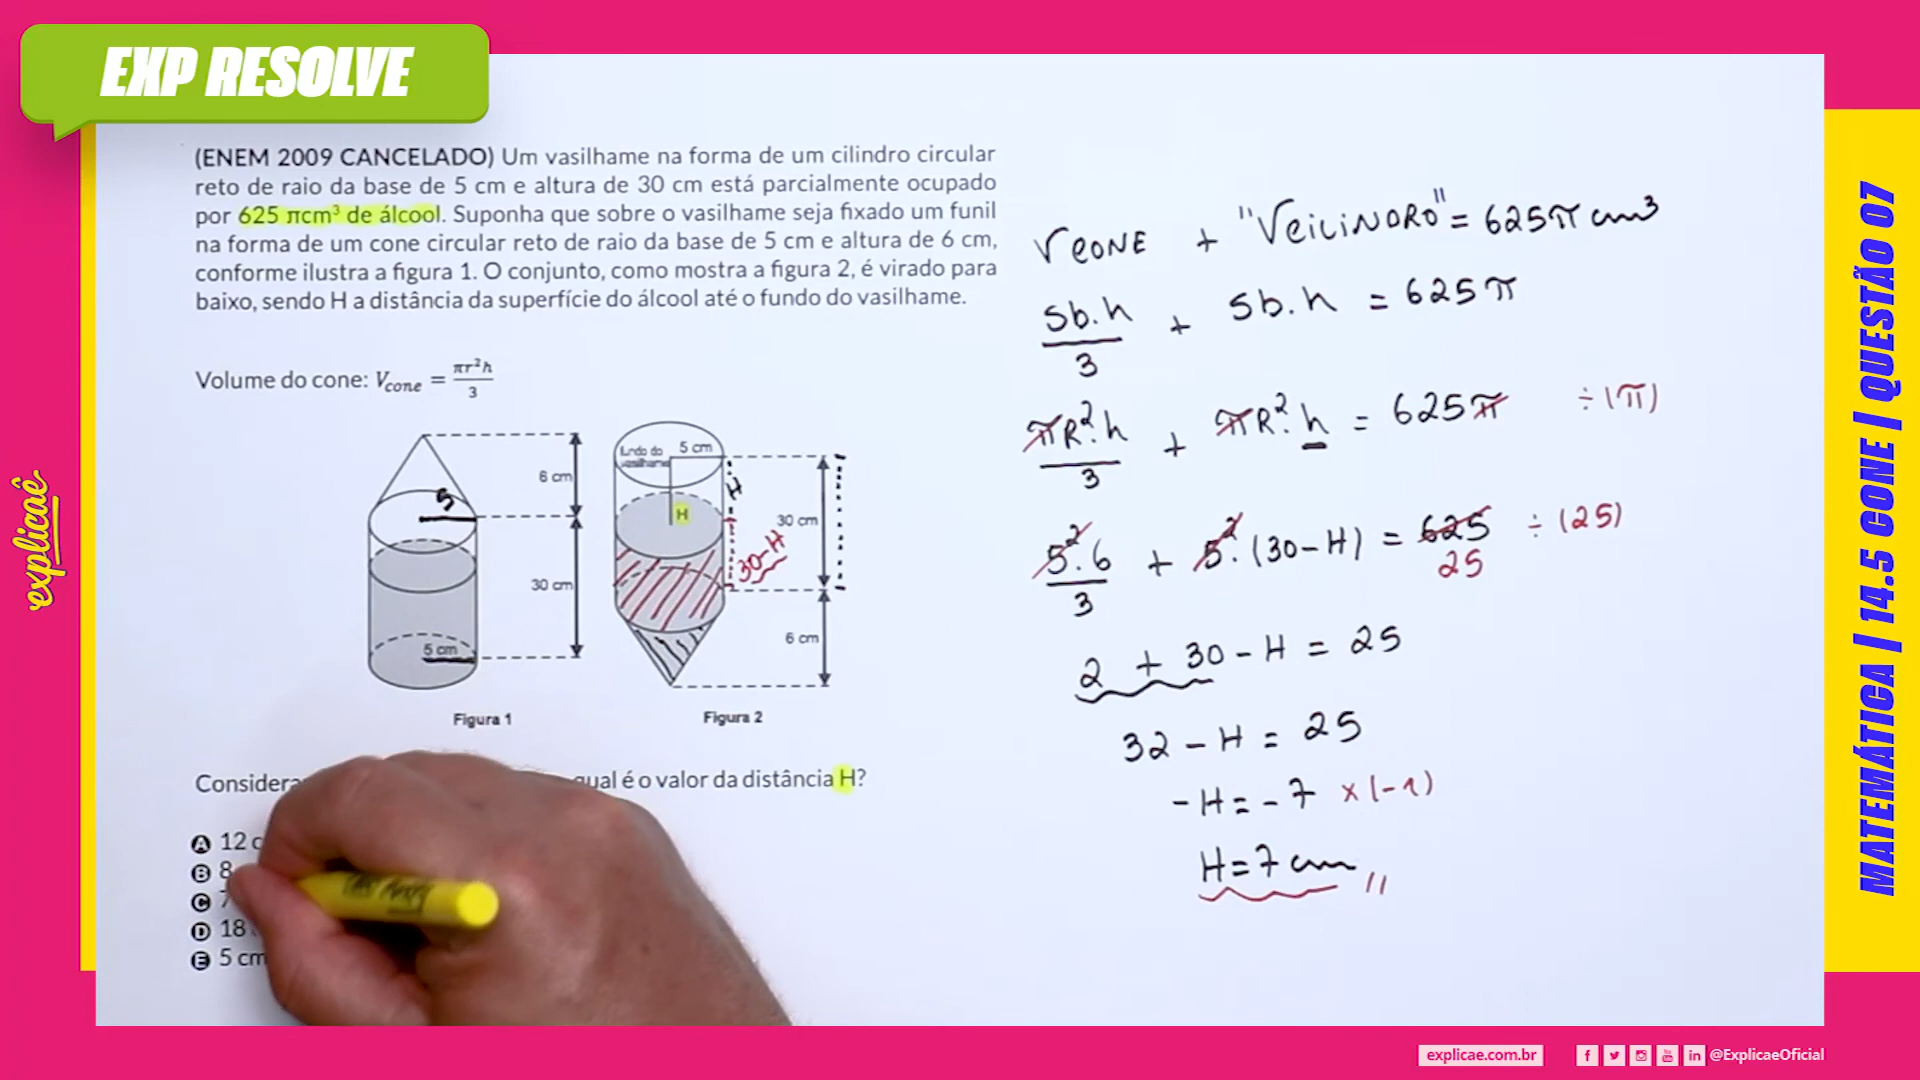 EXP RESOLVE
(ENEM 2009 CANCELADO) Um vasilhame na forma de um cilindro circular
reto de raio da base de 5 cm e altura de 30 cm está parcialmente ocupado
por 625 πcm³ de álcool. Suponha que sobre o vasilhame seja fixado um funil
na forma de um cone circular reto de raio da base de 5 cm e altura de 6 cm,
conforme ilustra a figura 1. O conjunto, como mostra a figura 2, é virado para
baixo, sendo H a distância da superfície do álcool até o fundo do vasilhame.
Volume do cone: Vcone = πr²h/3
6 cm
5
30 cm
5 cm
Figura 1
fundo do
vasilhame
5 cm
H
H
30 cm
30-H
6 cm
Figura 2
qual é o valor da distância H?
A 12
B 8
C 7
D 18
E 5 cm
VCONE + "VCILINDRO" = 625π cm³
Sb.h/3 + Sb.h = 625π
πR².h/3 + πR².h = 625π ÷(π)
5².6/3 + 5².(30-H) = 625 ÷(25)
25
2 + 30 - H = 25
32 - H = 25
-H = -7 x(-1)
H = 7 cm
explicaê
MATEMÁTICA | 14.5 CONE | QUESTÃO 07
explicae.com.br
@ExplicaeOficial